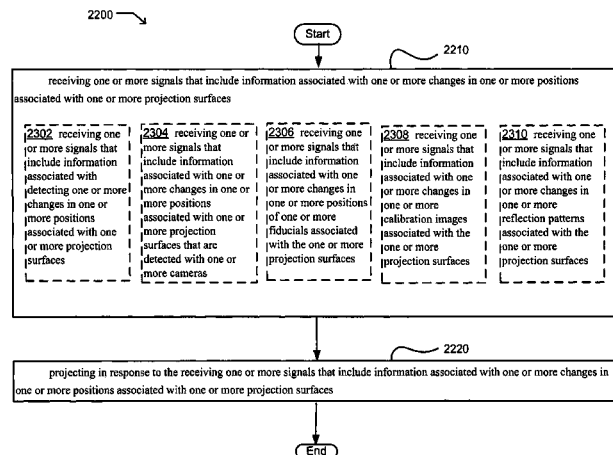 2200
Start
2210
receiving one or more signals that include information associated with one or more changes in one or more positions
associated with one or more projection surfaces
2302 receiving one
or more signals that
include information
associated with
detecting one or more
changes in one or
more positions
associated with one
or more projection
surfaces
2304 receiving one or
more signals that
include information
associated with one or
more changes in one or
more positions
associated with one or
more projection
surfaces that are
detected with one or
more cameras
2306 receiving one
or more signals that
include information
associated with one
or more changes in
one or more positions
of one or more
fiducials associated
with the one or more
projection surfaces
2308 receiving one
or more signals that
include information
associated with one
or more changes in
one or more
calibration images
associated with the
one or more
projection surfaces
2310 receiving one
or more signals that
include information
associated with one
or more changes in
one or more
reflection patterns
associated with the
one or more
projection surfaces
2220
projecting in response to the receiving one or more signals that include information associated with one or more changes in
one or more positions associated with one or more projection surfaces
End